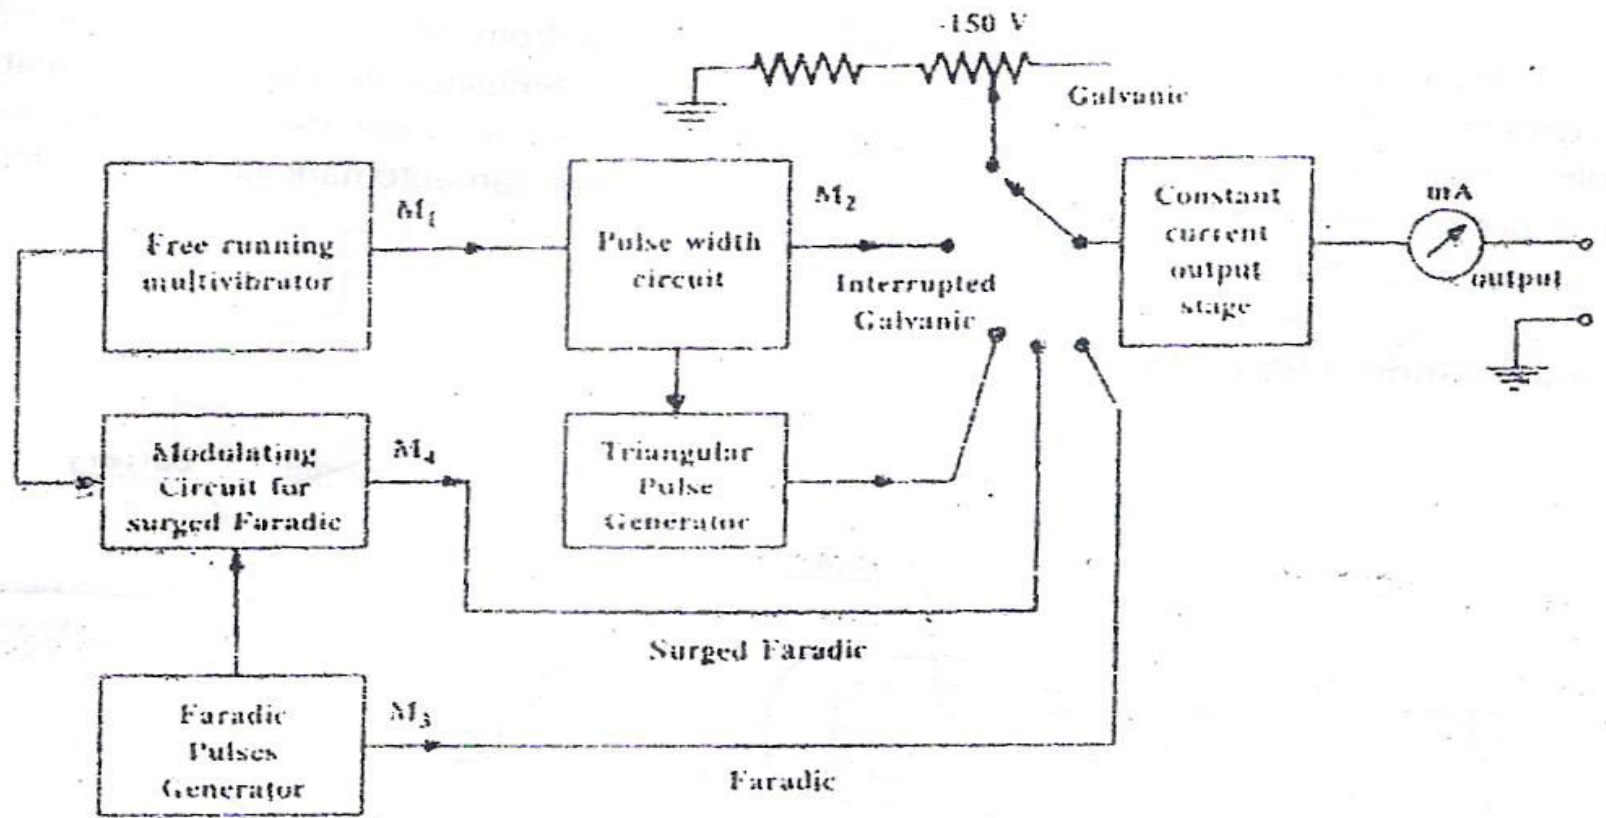 -150 V
Galvanic
Free running
multivibrator
M1
Pulse width
circuit
M2
Interrupted
Galvanic
Constant
current
output
stage
mA
output
Modulating
Circuit for
surged Faradic
M4
Triangular
Pulse
Generator
Surged Faradic
Faradic
Pulses
Generator
M3
Faradic